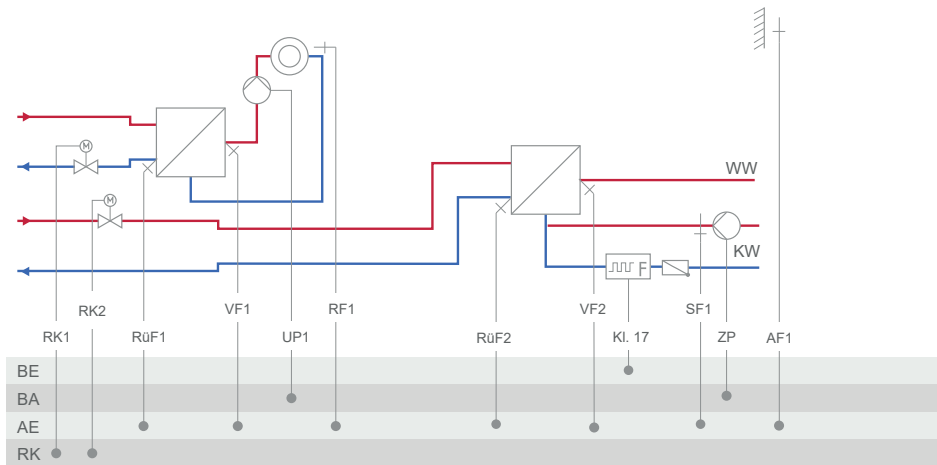 M
M
WW
KW
F
RK1
RK2
RüF1
VF1
UP1
RF1
RüF2
VF2
Kl. 17
SF1
ZP
AF1
BE
BA
AE
RK